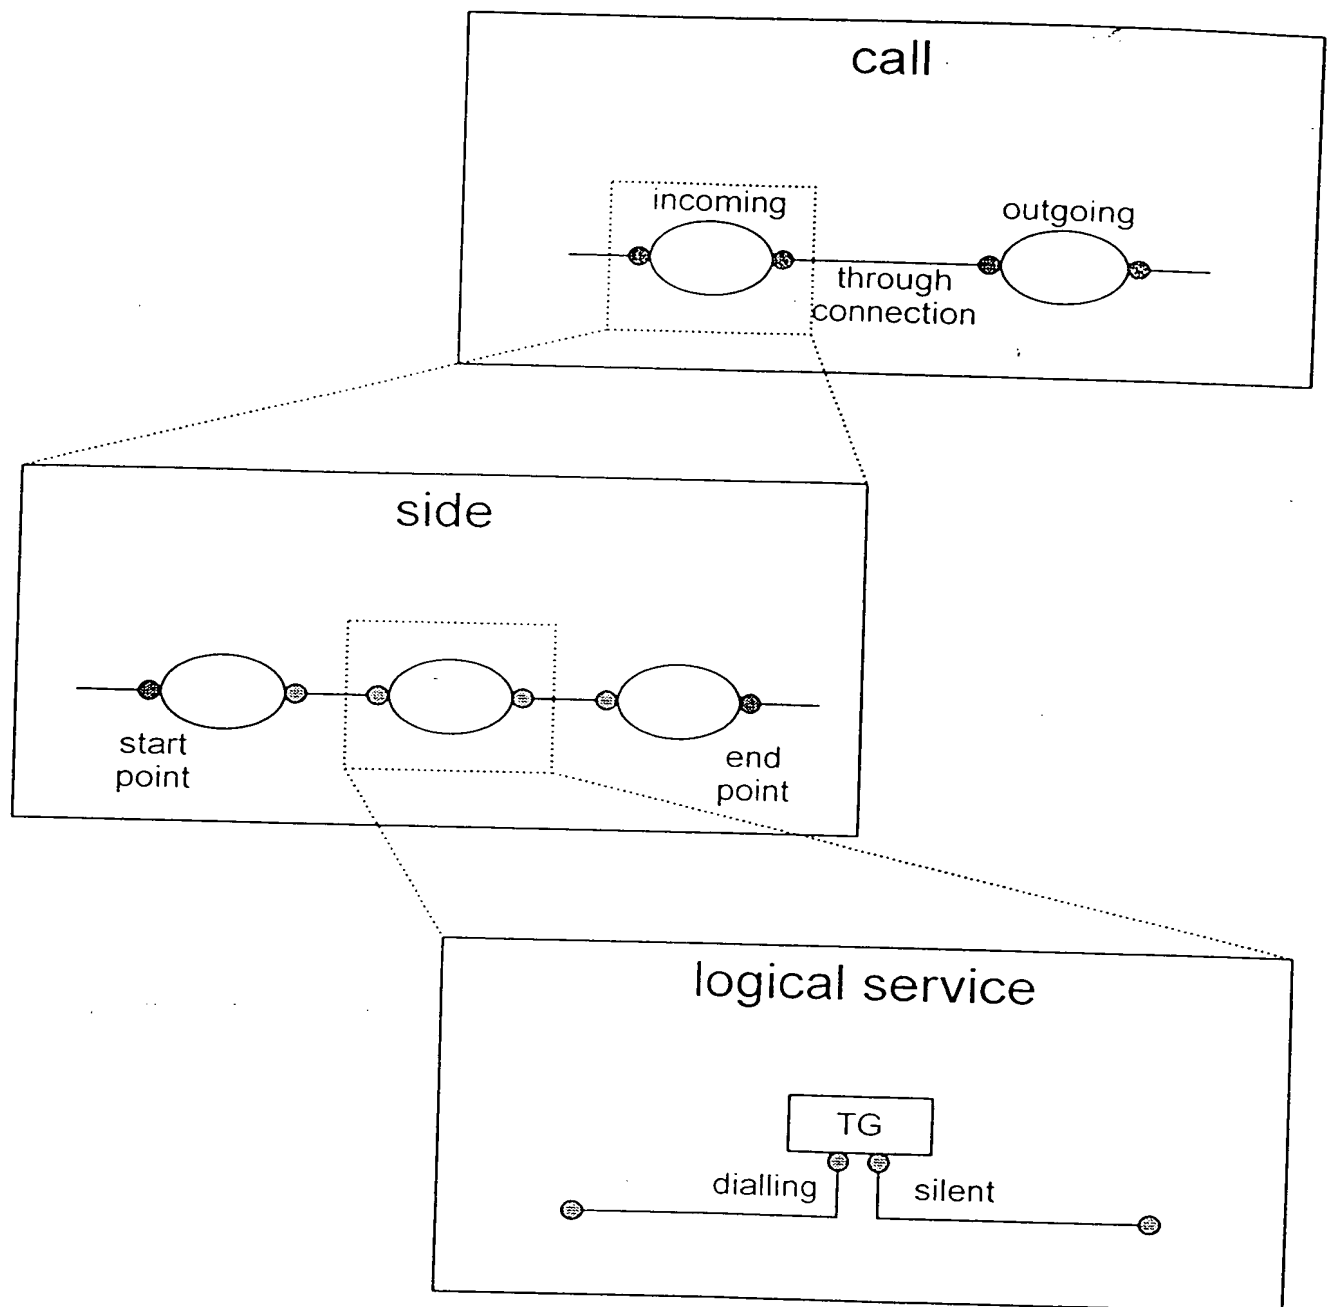 call
incoming
outgoing
through
connection
side
start
point
end
point
logical service
TG
dialling
silent